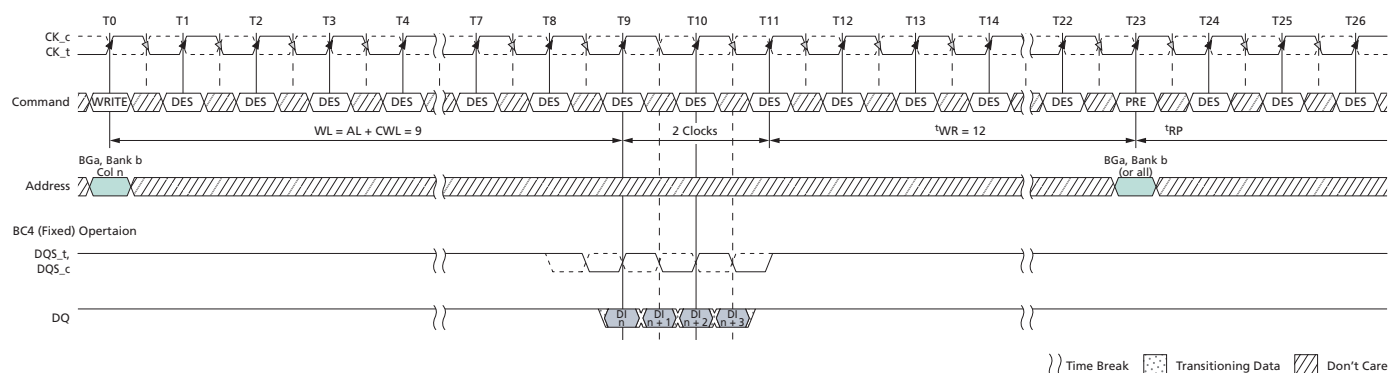 T0 T1 T2 T3 T4 T7 T8 T9 T10 T11 T12 T13 T14 T22 T23 T24 T25 T26
CK_c
CK_t
Command WRITE DES DES DES DES DES DES DES DES DES DES DES DES DES PRE DES DES DES
WL = AL + CWL = 9 2 Clocks tWR = 12 tRP
BGa, Bank b
Col n
BGa, Bank b
(or all)
Address
BC4 (Fixed) Opertaion
DQS_t,
DQS_c
DQ DI n DI n + 1 DI n + 2 DI n + 3
Time Break Transitioning Data Don't Care